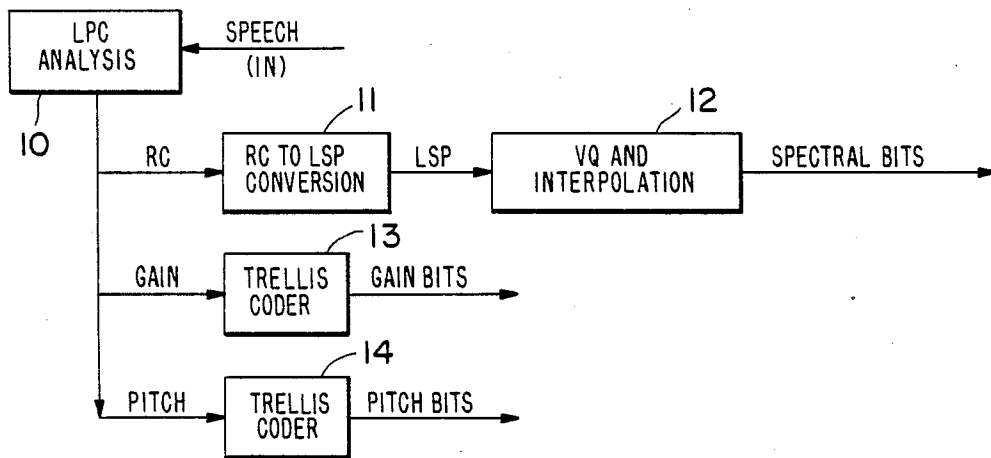 LPC
ANALYSIS
SPEECH
(IN)
10
RC
11
RC TO LSP
CONVERSION
LSP
12
VQ AND
INTERPOLATION
SPECTRAL BITS
GAIN
13
TRELLIS
CODER
GAIN BITS
PITCH
14
TRELLIS
CODER
PITCH BITS